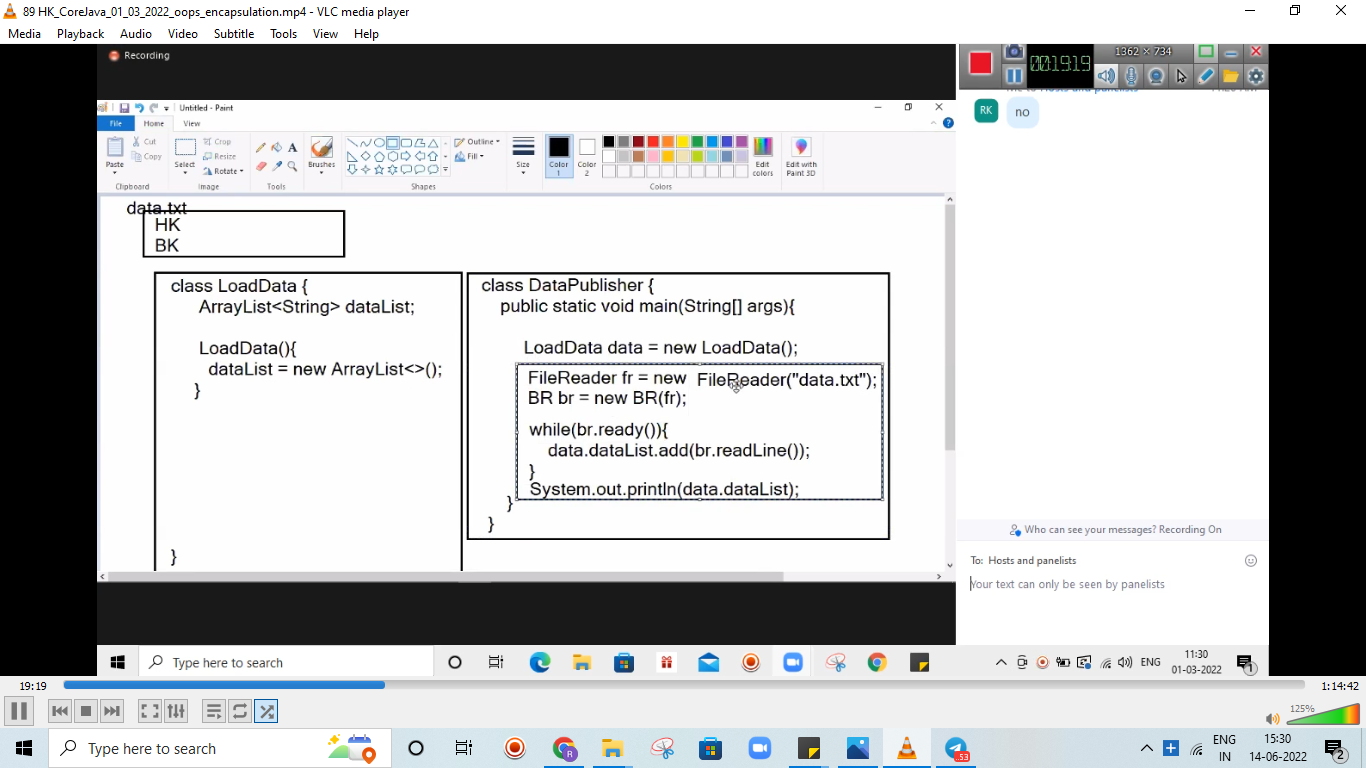 89 HK_CoreJava_01_03_2022_oops_encapsulation.mp4 - VLC media player
Media Playback Audio Video Subtitle Tools View Help
Recording
1362 × 734
00:19:19
Untitled - Paint
File Home View
Cut
Copy
Paste
Clipboard
Select
Crop
Resize
Rotate
Image
Tools
Brushes
Shapes
Outline
Fill
Size
Color 1
Color 2
Colors
Edit colors
Edit with Paint 3D
RK
no
data.txt
HK
BK
class LoadData {
ArrayList<String> dataList;
LoadData(){
dataList = new ArrayList<>();
}
}
class DataPublisher {
public static void main(String[] args){
LoadData data = new LoadData();
FileReader fr = new FileReader("data.txt");
BR br = new BR(fr);
while(br.ready()){
data.dataList.add(br.readLine());
}
System.out.println(data.dataList);
}
}
Who can see your messages? Recording On
To: Hosts and panelists
Your text can only be seen by panelists
Type here to search
ENG
11:30
01-03-2022
1
19:19
1:14:42
125%
Type here to search
.53
ENG
IN
15:30
14-06-2022
2